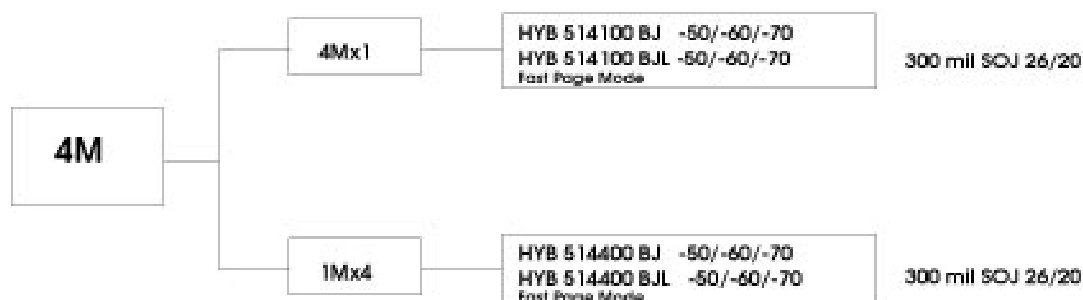 4M
4Mx1
HYB 514100 BJ -50/-60/-70
HYB 514100 BJL -50/-60/-70
Fast Page Mode
300 mil SOJ 26/20
1Mx4
HYB 514400 BJ -50/-60/-70
HYB 514400 BJL -50/-60/-70
Fast Page Mode
300 mil SOJ 26/20